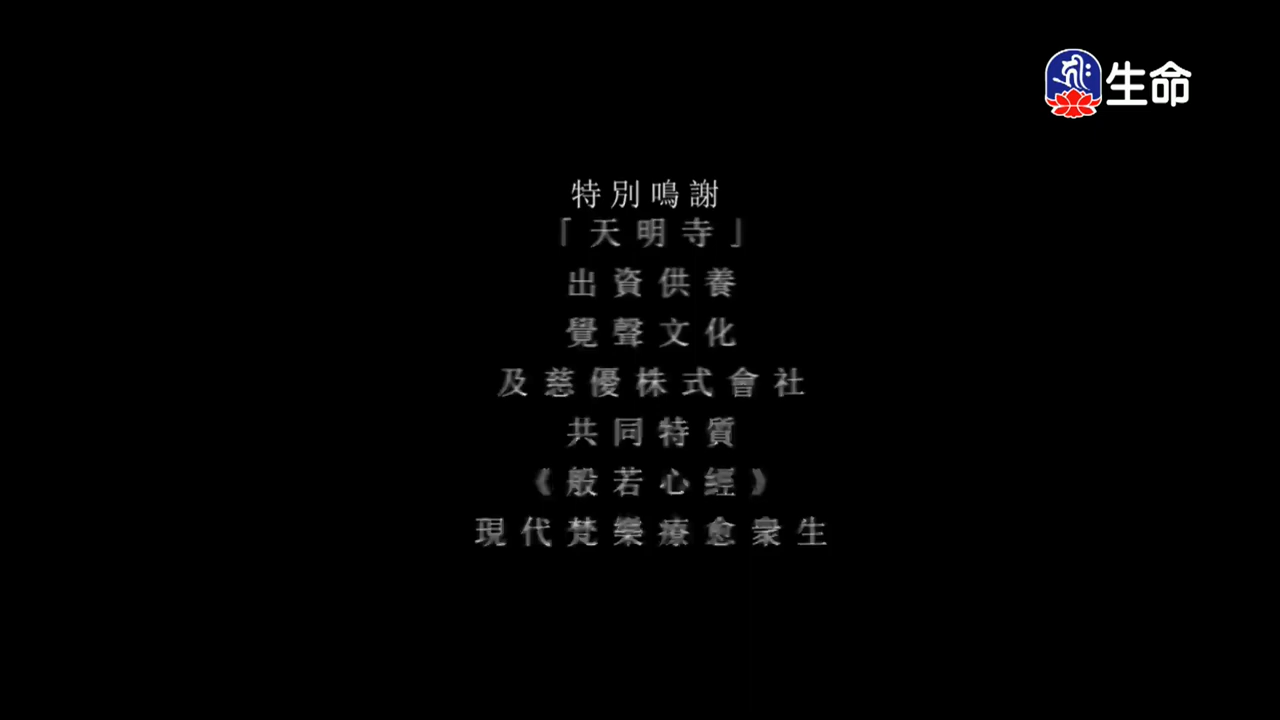 生命
特別鳴謝
「天明寺」
出資供養
覺聲文化
及慈優株式會社
共同特質
《般若心經》
現代梵樂療愈衆生